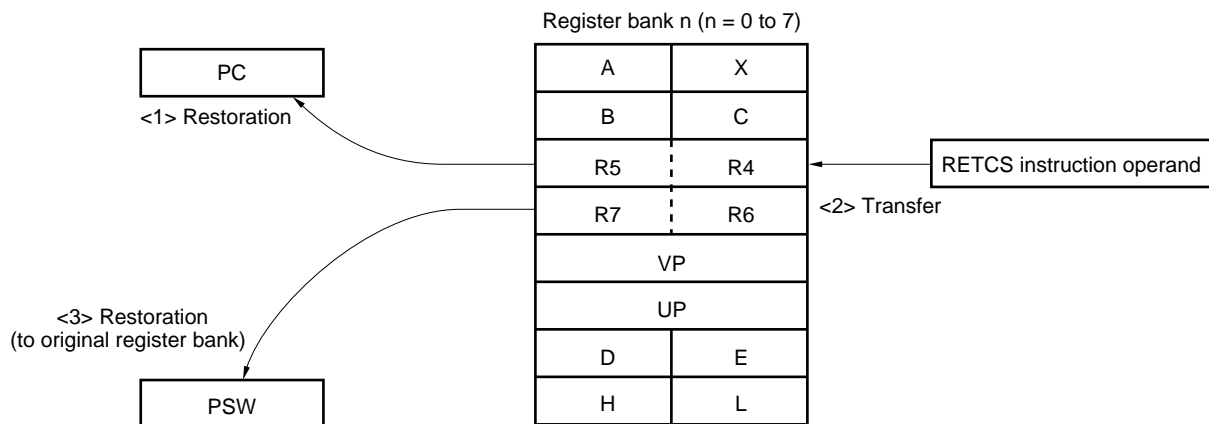 Register bank n (n = 0 to 7)
PC
A X
<1> Restoration
B C
R5 R4
RETCS instruction operand
<2> Transfer
R7 R6
VP
UP
<3> Restoration
(to original register bank)
D E
PSW
H L